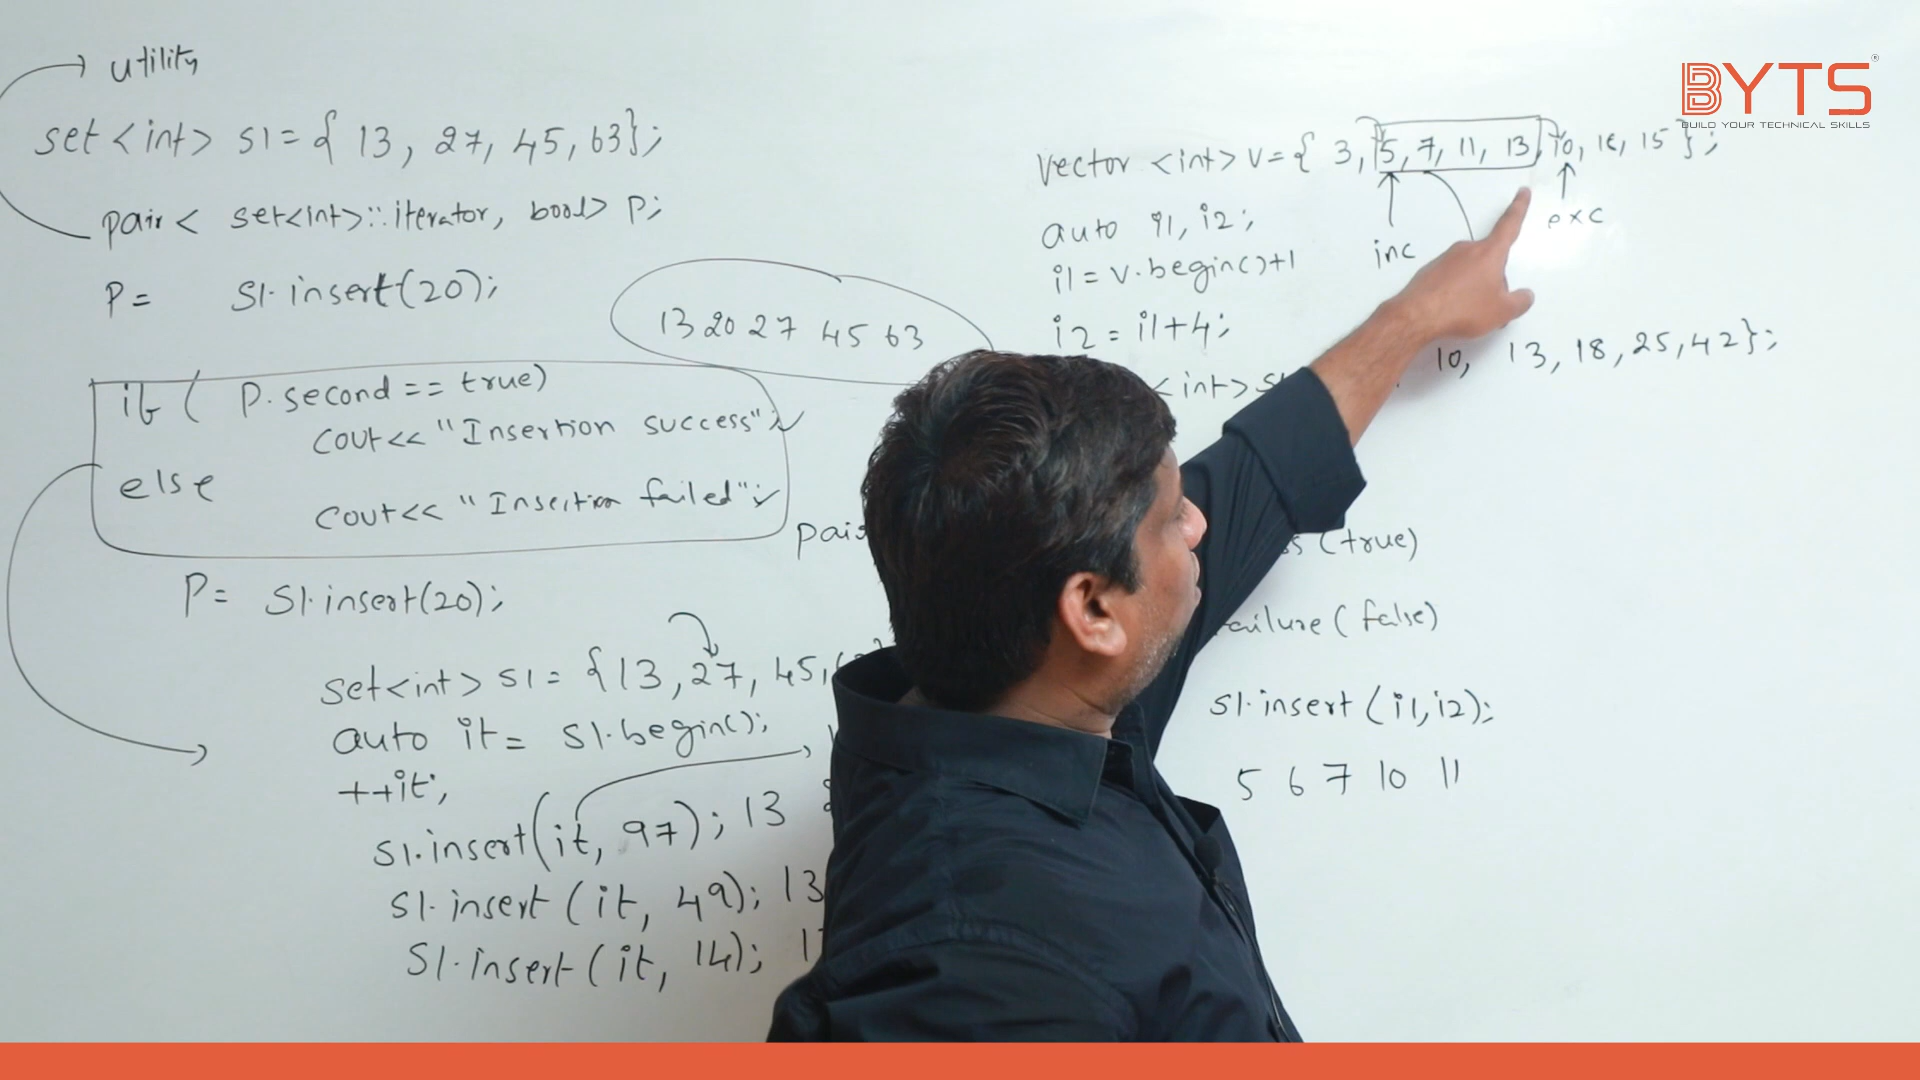 utility
set<int> s1={ 13, 27, 45, 63};
pair< set<int>::iterator, bool> p;
P= S1.insert(20);
13 20 27 45 63
if ( P.second == true)
cout<< "Insertion success";
else
cout<< "Insertion failed";
P= S1.insert(20);
set<int> s1= {13, 27, 45,
auto it= s1.begin();
++it;
s1.insert(it, 97); 13
s1.insert(it, 49); 13
S1.insert(it, 14);
BYTS
BUILD YOUR TECHNICAL SKILLS
vector <int> v={ 3, 5, 7, 11, 13, 10, 15};
auto i1, i2;
i1= v.begin()+1
inc
exc
i2 = i1+4;
<int> 10, 13, 18, 25, 42};
(true)
failure (false)
s1.insert (i1,i2);
5 6 7 10 11